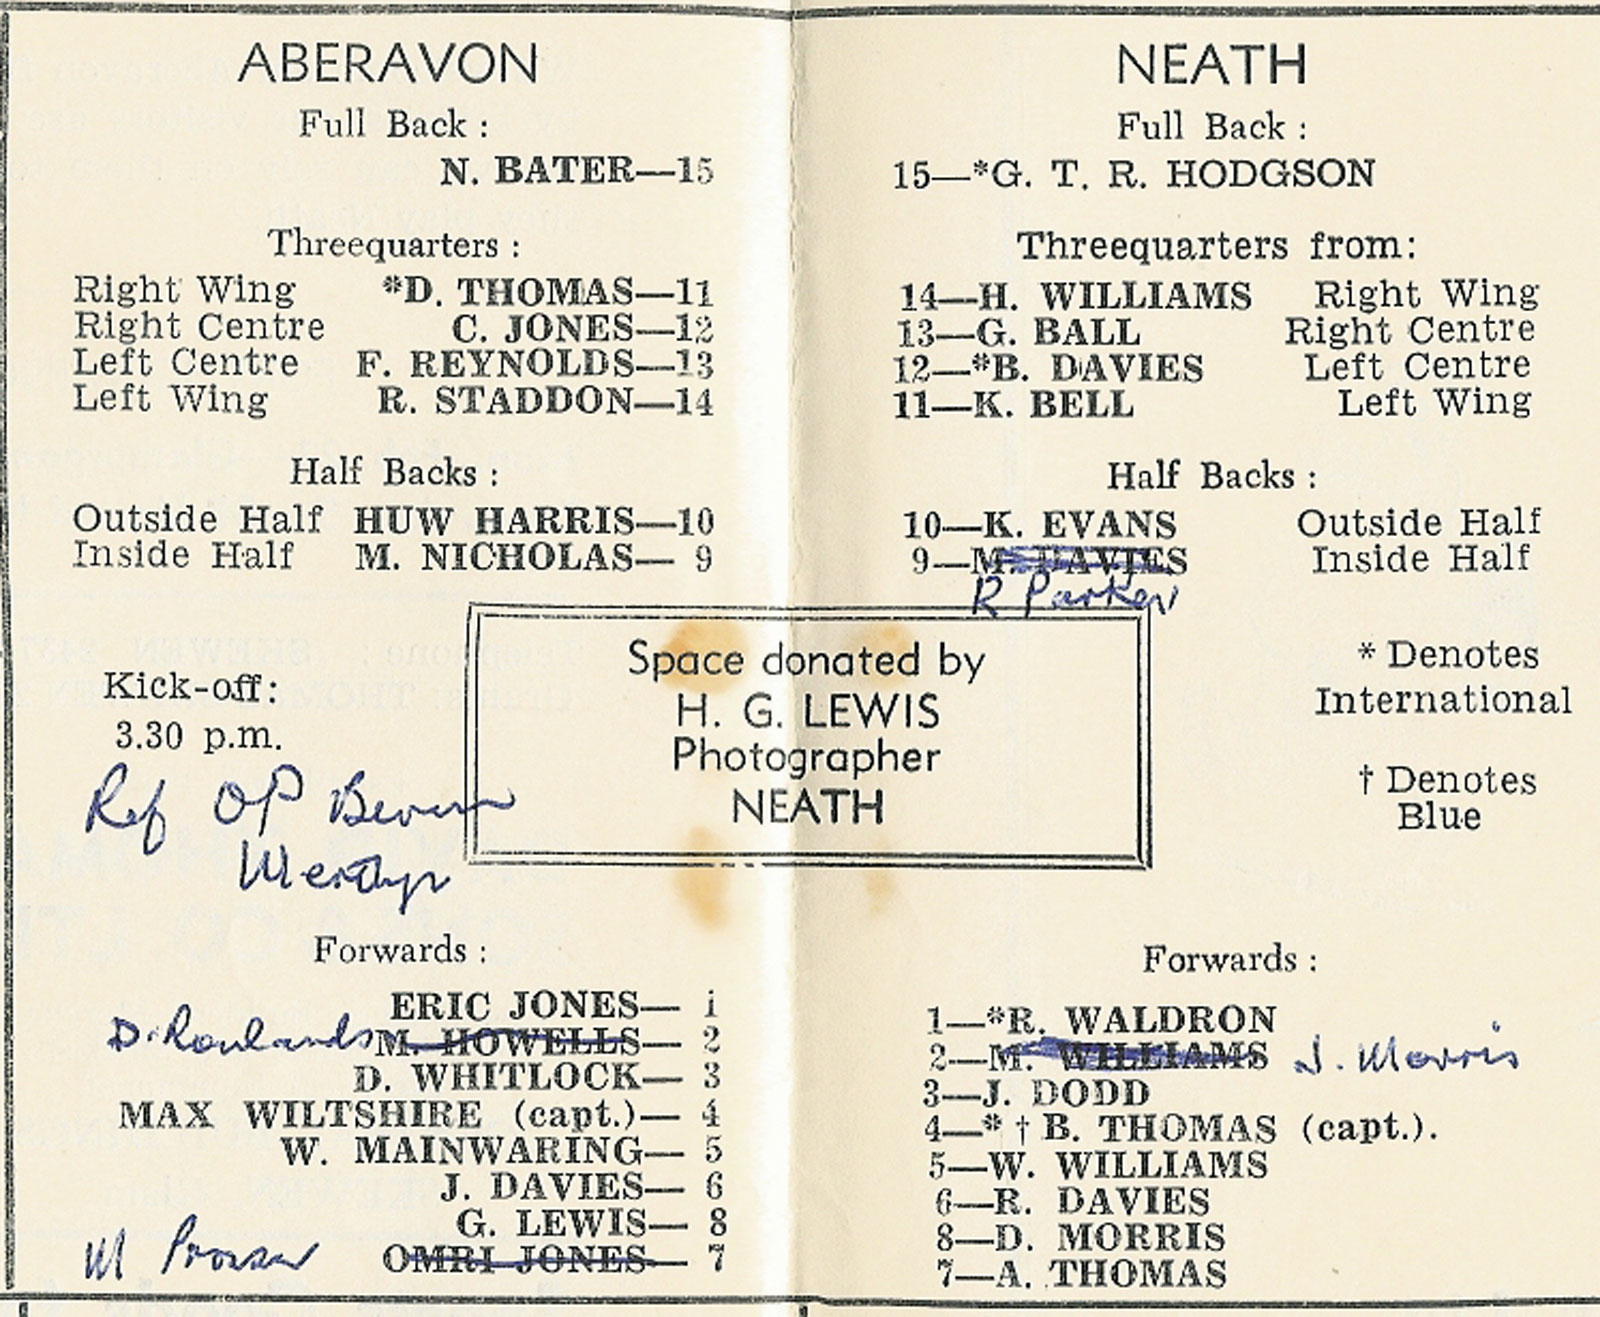 ABERAVON
Full Back :
N. BATER—15
Threequarters :
Right Wing *D. THOMAS—11
Right Centre C. JONES—12
Left Centre F. REYNOLDS—13
Left Wing R. STADDON—14
Half Backs :
Outside Half HUW HARRIS—10
Inside Half M. NICHOLAS— 9
Kick-off:
3.30 p.m.
Ref OP Bevan
Merthyr
Forwards :
ERIC JONES— 1
D. Rowlands M. HOWELLS— 2
D. WHITLOCK— 3
MAX WILTSHIRE (capt.)— 4
W. MAINWARING— 5
J. DAVIES— 6
G. LEWIS— 8
W Prosser OMRI JONES— 7
Space donated by
H. G. LEWIS
Photographer
NEATH
NEATH
Full Back :
15—*G. T. R. HODGSON
Threequarters from:
14—H. WILLIAMS Right Wing
13—G. BALL Right Centre
12—*B. DAVIES Left Centre
11—K. BELL Left Wing
Half Backs :
10—K. EVANS Outside Half
9—M. DAVIES Inside Half
R Parker
* Denotes
International
† Denotes
Blue
Forwards :
1—*R. WALDRON
2—M. WILLIAMS J. Morris
3—J. DODD
4—* † B. THOMAS (capt.).
5—W. WILLIAMS
6—R. DAVIES
8—D. MORRIS
7—A. THOMAS